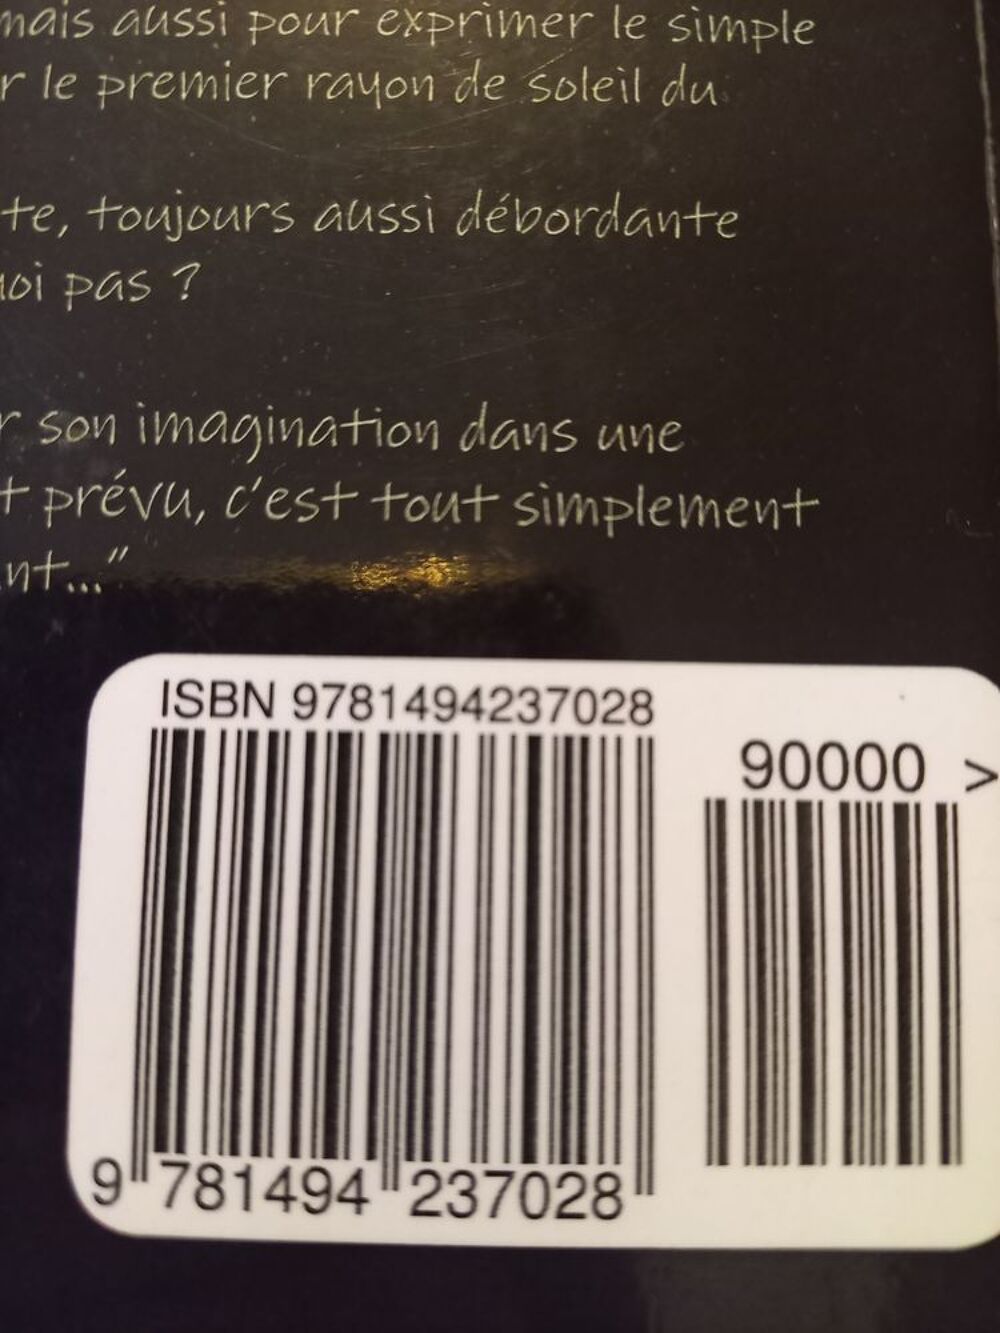 mais aussi pour exprimer le simple
r le premier rayon de soleil du
te, toujours aussi débordante
uoi pas ?
r son imagination dans une
t prévu, c'est tout simplement
nt..."
ISBN 9781494237028
90000 >
9 781494 237028